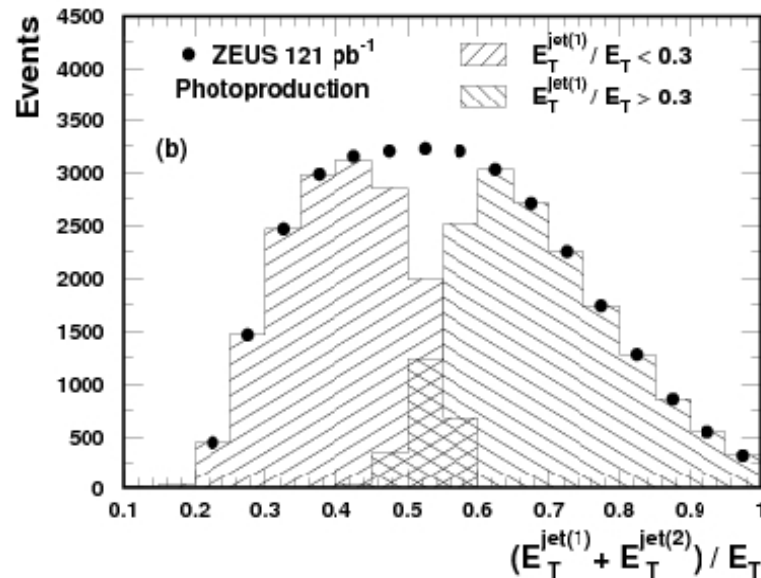 4500
4000
3500
3000
2500
2000
1500
1000
500
0
Events
● ZEUS 121 pb⁻¹
Photoproduction
(b)
E_T^jet(1) / E_T < 0.3
E_T^jet(1) / E_T > 0.3
0.1 0.2 0.3 0.4 0.5 0.6 0.7 0.8 0.9 1
(E_T^jet(1) + E_T^jet(2)) / E_T